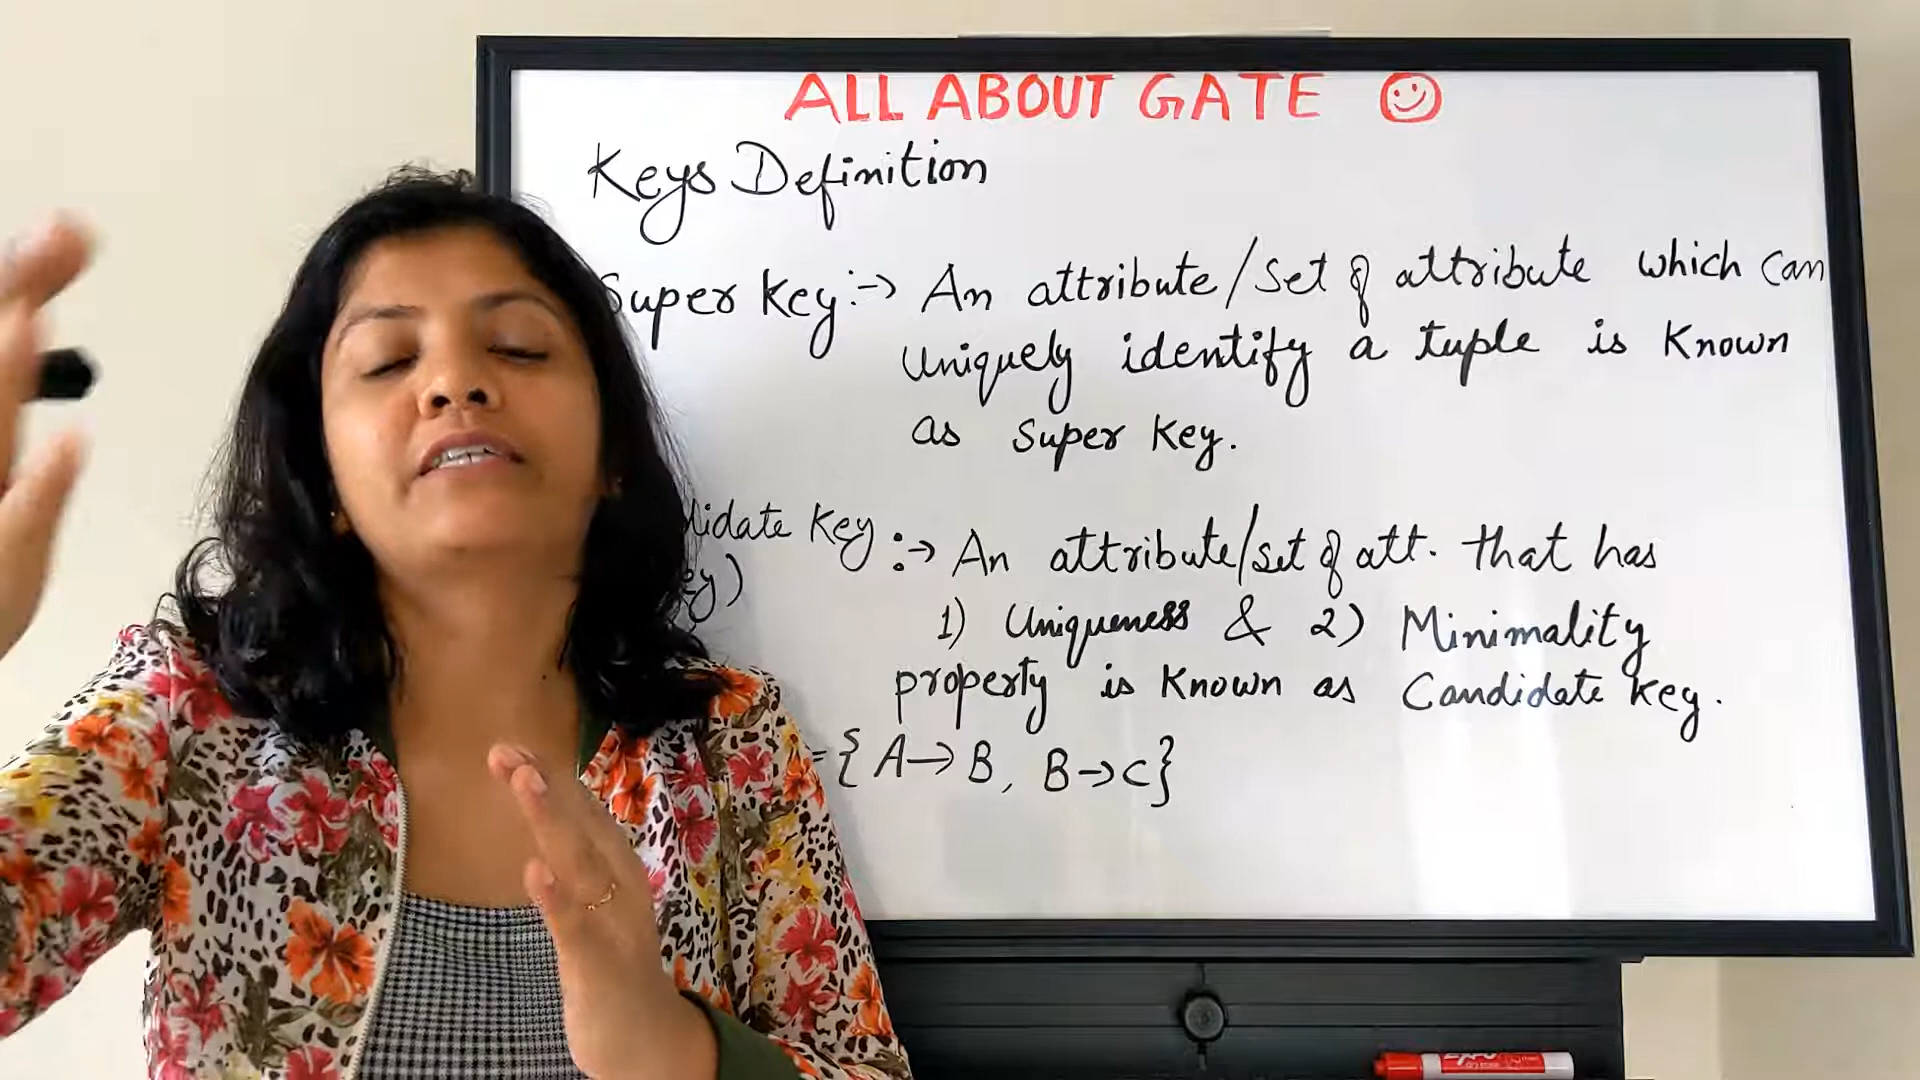 ALL ABOUT GATE
Keys Definition
Super Key :→ An attribute/set of attribute which can
uniquely identify a tuple is known
as super key.
Key :→ An attribute/set of att. that has
1) Uniqueness & 2) Minimality
property is known as Candidate key.
= {A→B, B→C}
EXPO